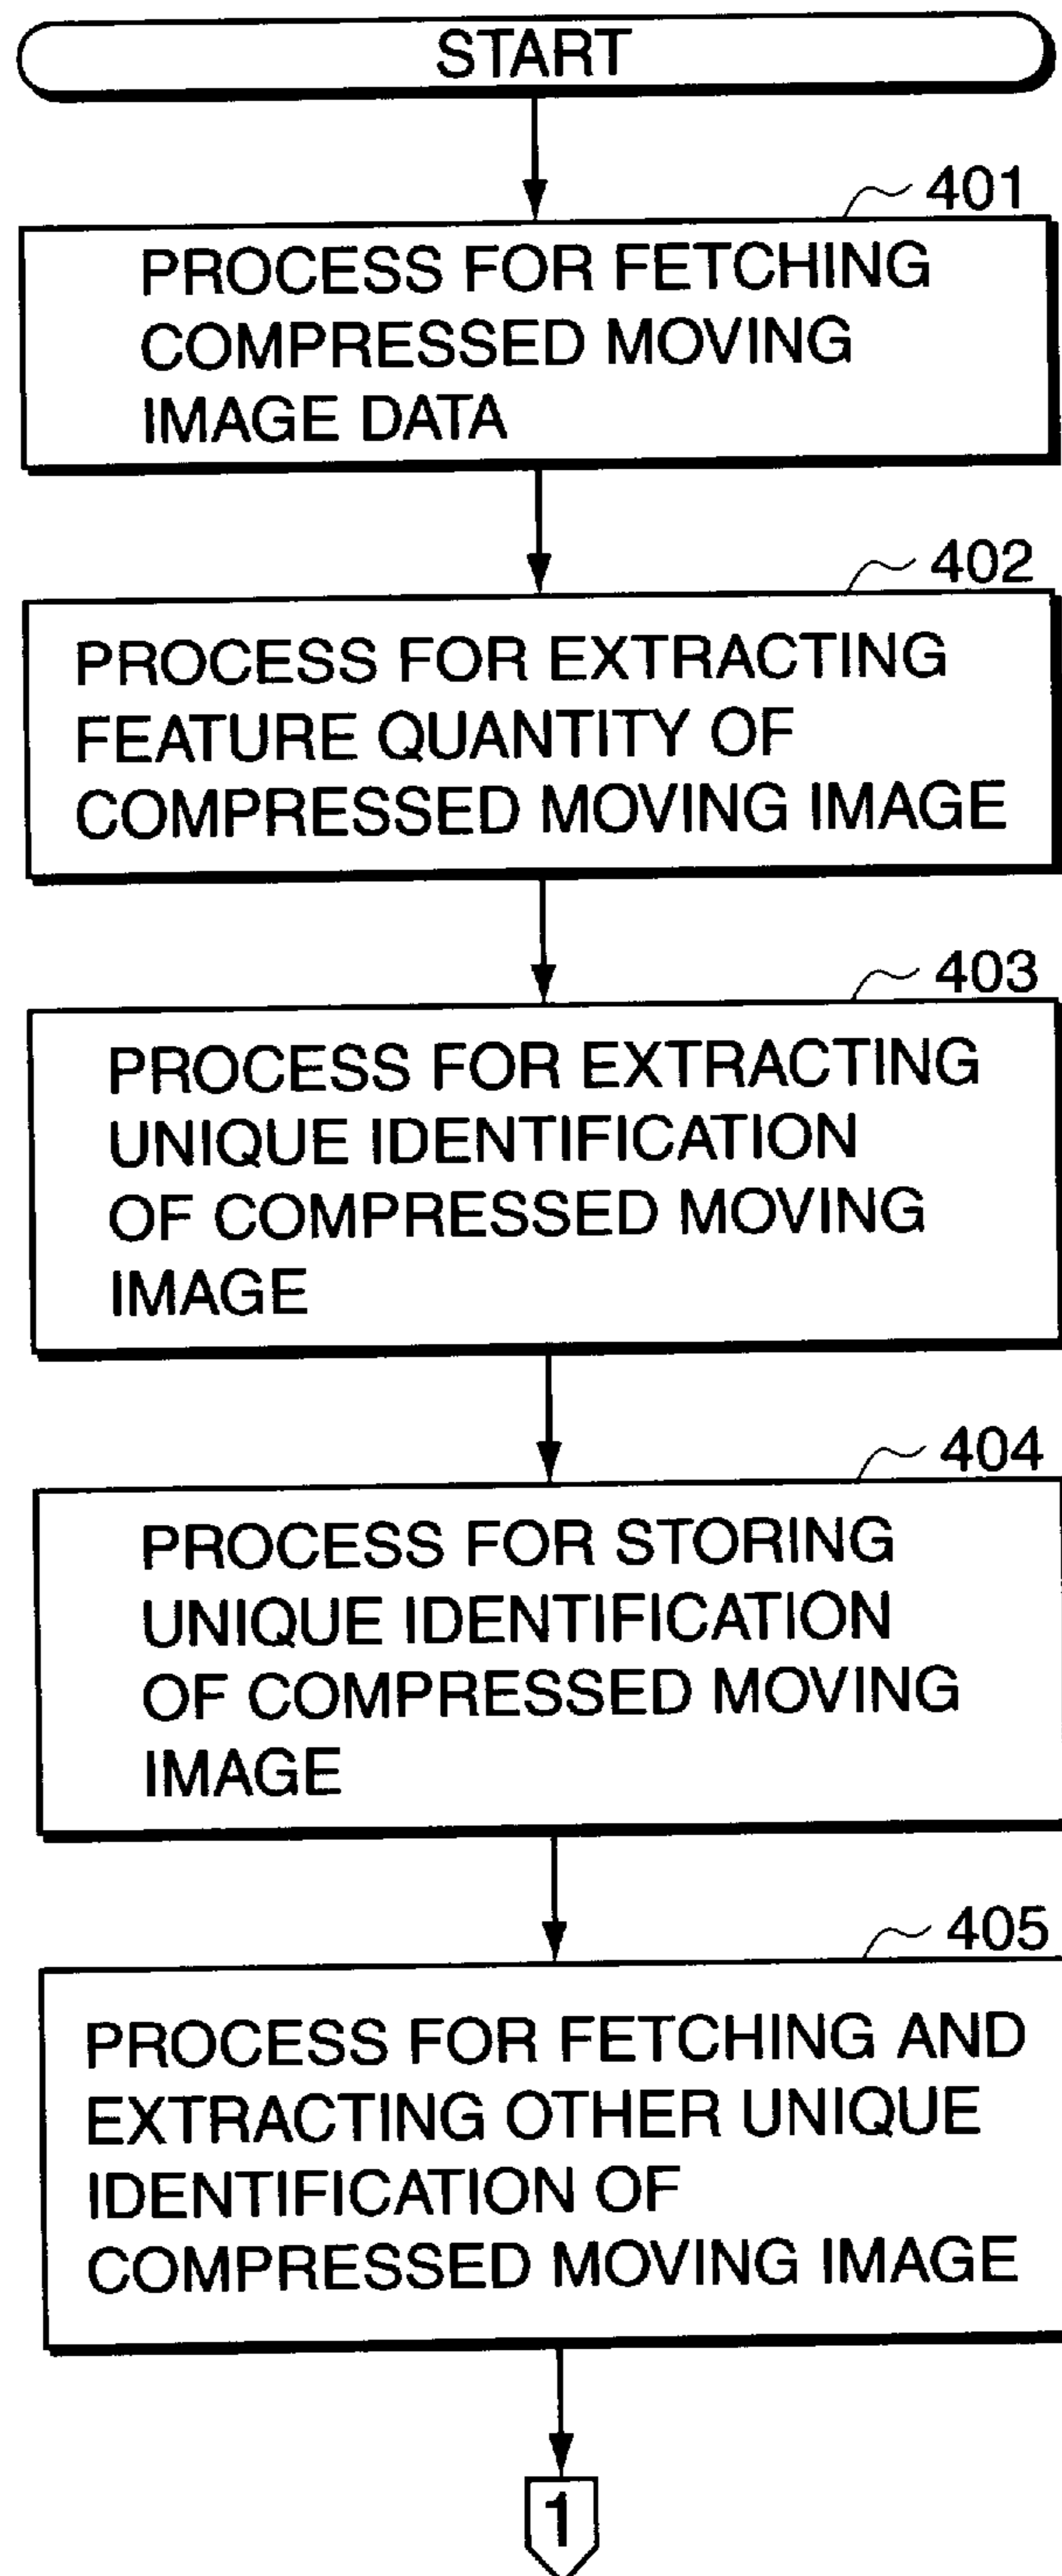 START
401
PROCESS FOR FETCHING
COMPRESSED MOVING
IMAGE DATA
402
PROCESS FOR EXTRACTING
FEATURE QUANTITY OF
COMPRESSED MOVING IMAGE
403
PROCESS FOR EXTRACTING
UNIQUE IDENTIFICATION
OF COMPRESSED MOVING
IMAGE
404
PROCESS FOR STORING
UNIQUE IDENTIFICATION
OF COMPRESSED MOVING
IMAGE
405
PROCESS FOR FETCHING AND
EXTRACTING OTHER UNIQUE
IDENTIFICATION OF
COMPRESSED MOVING IMAGE
1